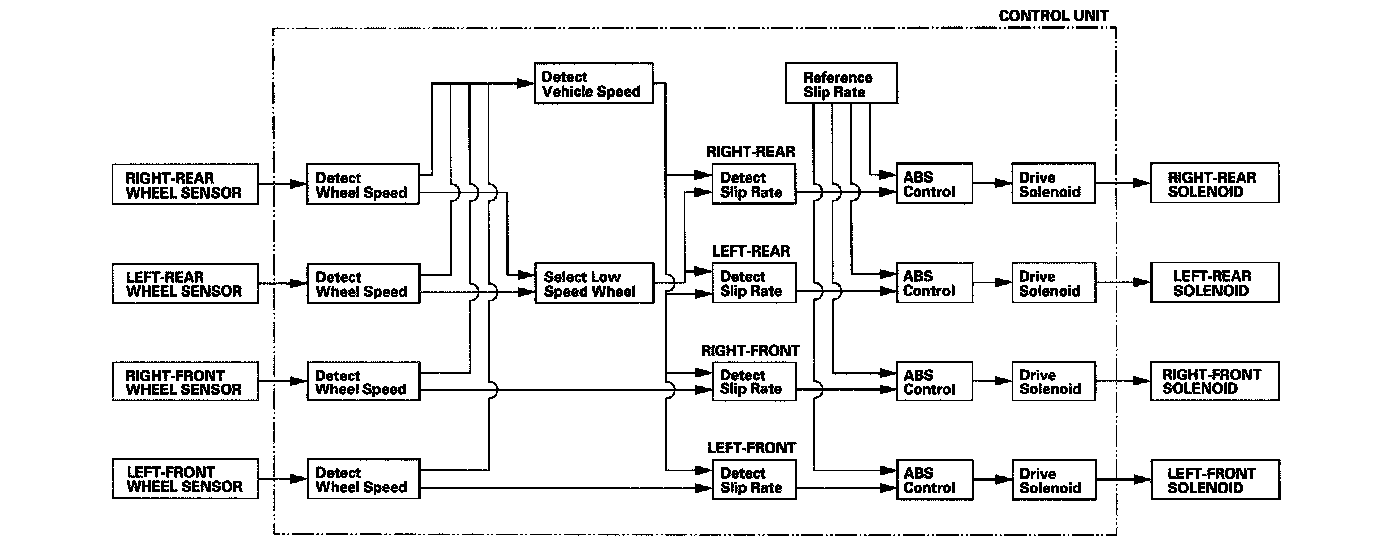 CONTROL UNIT
Detect
Vehicle Speed
Reference
Slip Rate
RIGHT-REAR
WHEEL SENSOR
Detect
Wheel Speed
RIGHT-REAR
Detect
Slip Rate
ABS
Control
Drive
Solenoid
RIGHT-REAR
SOLENOID
LEFT-REAR
WHEEL SENSOR
Detect
Wheel Speed
Select Low
Speed Wheel
LEFT-REAR
Detect
Slip Rate
ABS
Control
Drive
Solenoid
LEFT-REAR
SOLENOID
RIGHT-FRONT
WHEEL SENSOR
Detect
Wheel Speed
RIGHT-FRONT
Detect
Slip Rate
ABS
Control
Drive
Solenoid
RIGHT-FRONT
SOLENOID
LEFT-FRONT
WHEEL SENSOR
Detect
Wheel Speed
LEFT-FRONT
Detect
Slip Rate
ABS
Control
Drive
Solenoid
LEFT-FRONT
SOLENOID